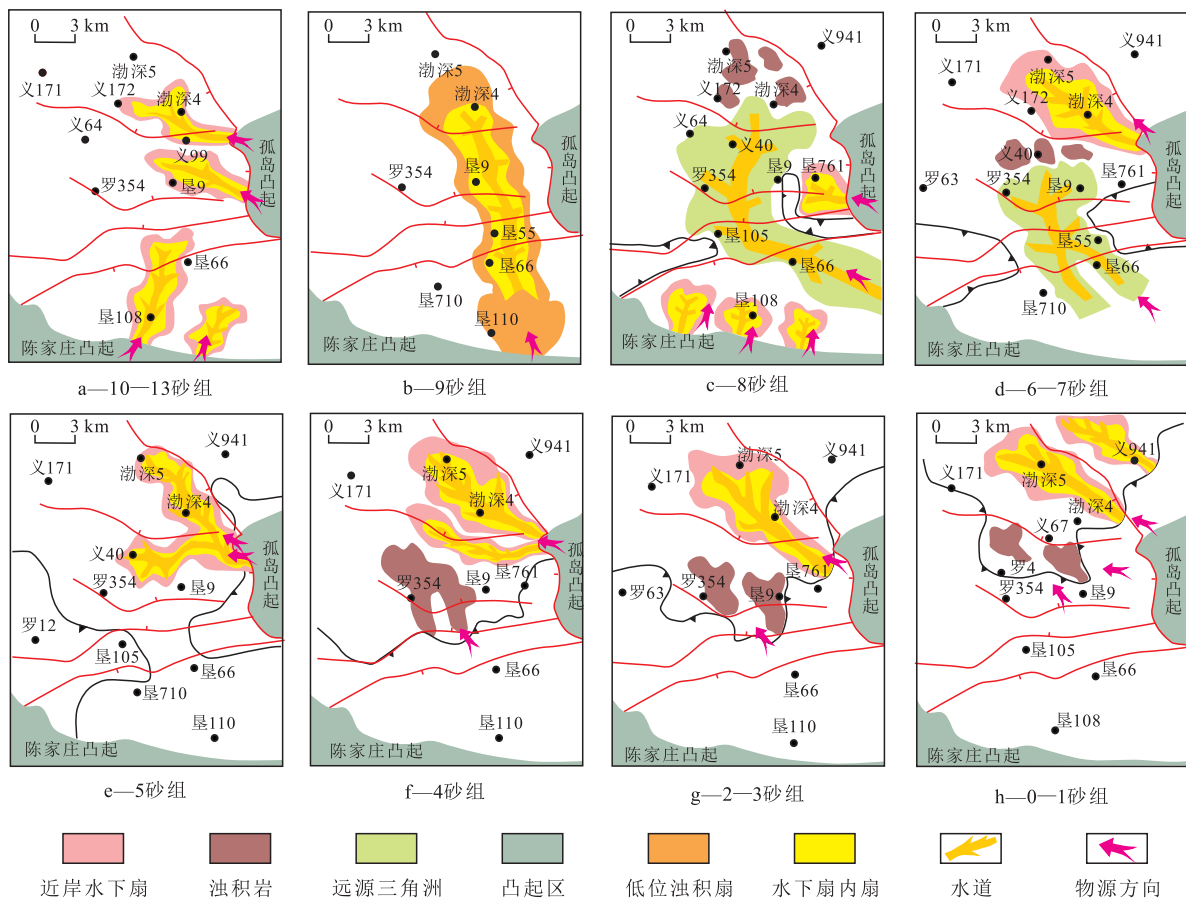 0 3 km
渤深5
义171
义172
渤深4
义64
义99
罗354
垦9
孤岛凸起
垦66
垦108
陈家庄凸起
a—10—13砂组
0 3 km
渤深5
渤深4
罗354
垦9
孤岛凸起
垦55
垦66
垦710
垦110
陈家庄凸起
b—9砂组
0 3 km
义941
渤深5
义172
渤深4
义64
义40
罗354
垦9
垦761
孤岛凸起
垦105
垦66
垦108
陈家庄凸起
c—8砂组
0 3 km
义941
义171
渤深5
义172
渤深4
义40
罗63
罗354
垦9
垦761
孤岛凸起
垦55
垦66
垦710
陈家庄凸起
d—6—7砂组
0 3 km
义941
义171
渤深5
渤深4
义40
罗354
垦9
孤岛凸起
罗12
垦105
垦66
垦710
垦110
陈家庄凸起
e—5砂组
0 3 km
义941
渤深5
义171
渤深4
罗354
垦9
垦761
孤岛凸起
垦66
垦110
陈家庄凸起
f—4砂组
0 3 km
义941
渤深5
义171
渤深4
罗63
罗354
垦9
垦761
孤岛凸起
垦66
垦110
陈家庄凸起
g—2—3砂组
0 3 km
义941
义171
渤深5
渤深4
义67
罗4
罗354
垦9
孤岛凸起
垦105
垦66
垦108
陈家庄凸起
h—0—1砂组
近岸水下扇
浊积岩
远源三角洲
凸起区
低位浊积扇
水下扇内扇
水道
物源方向